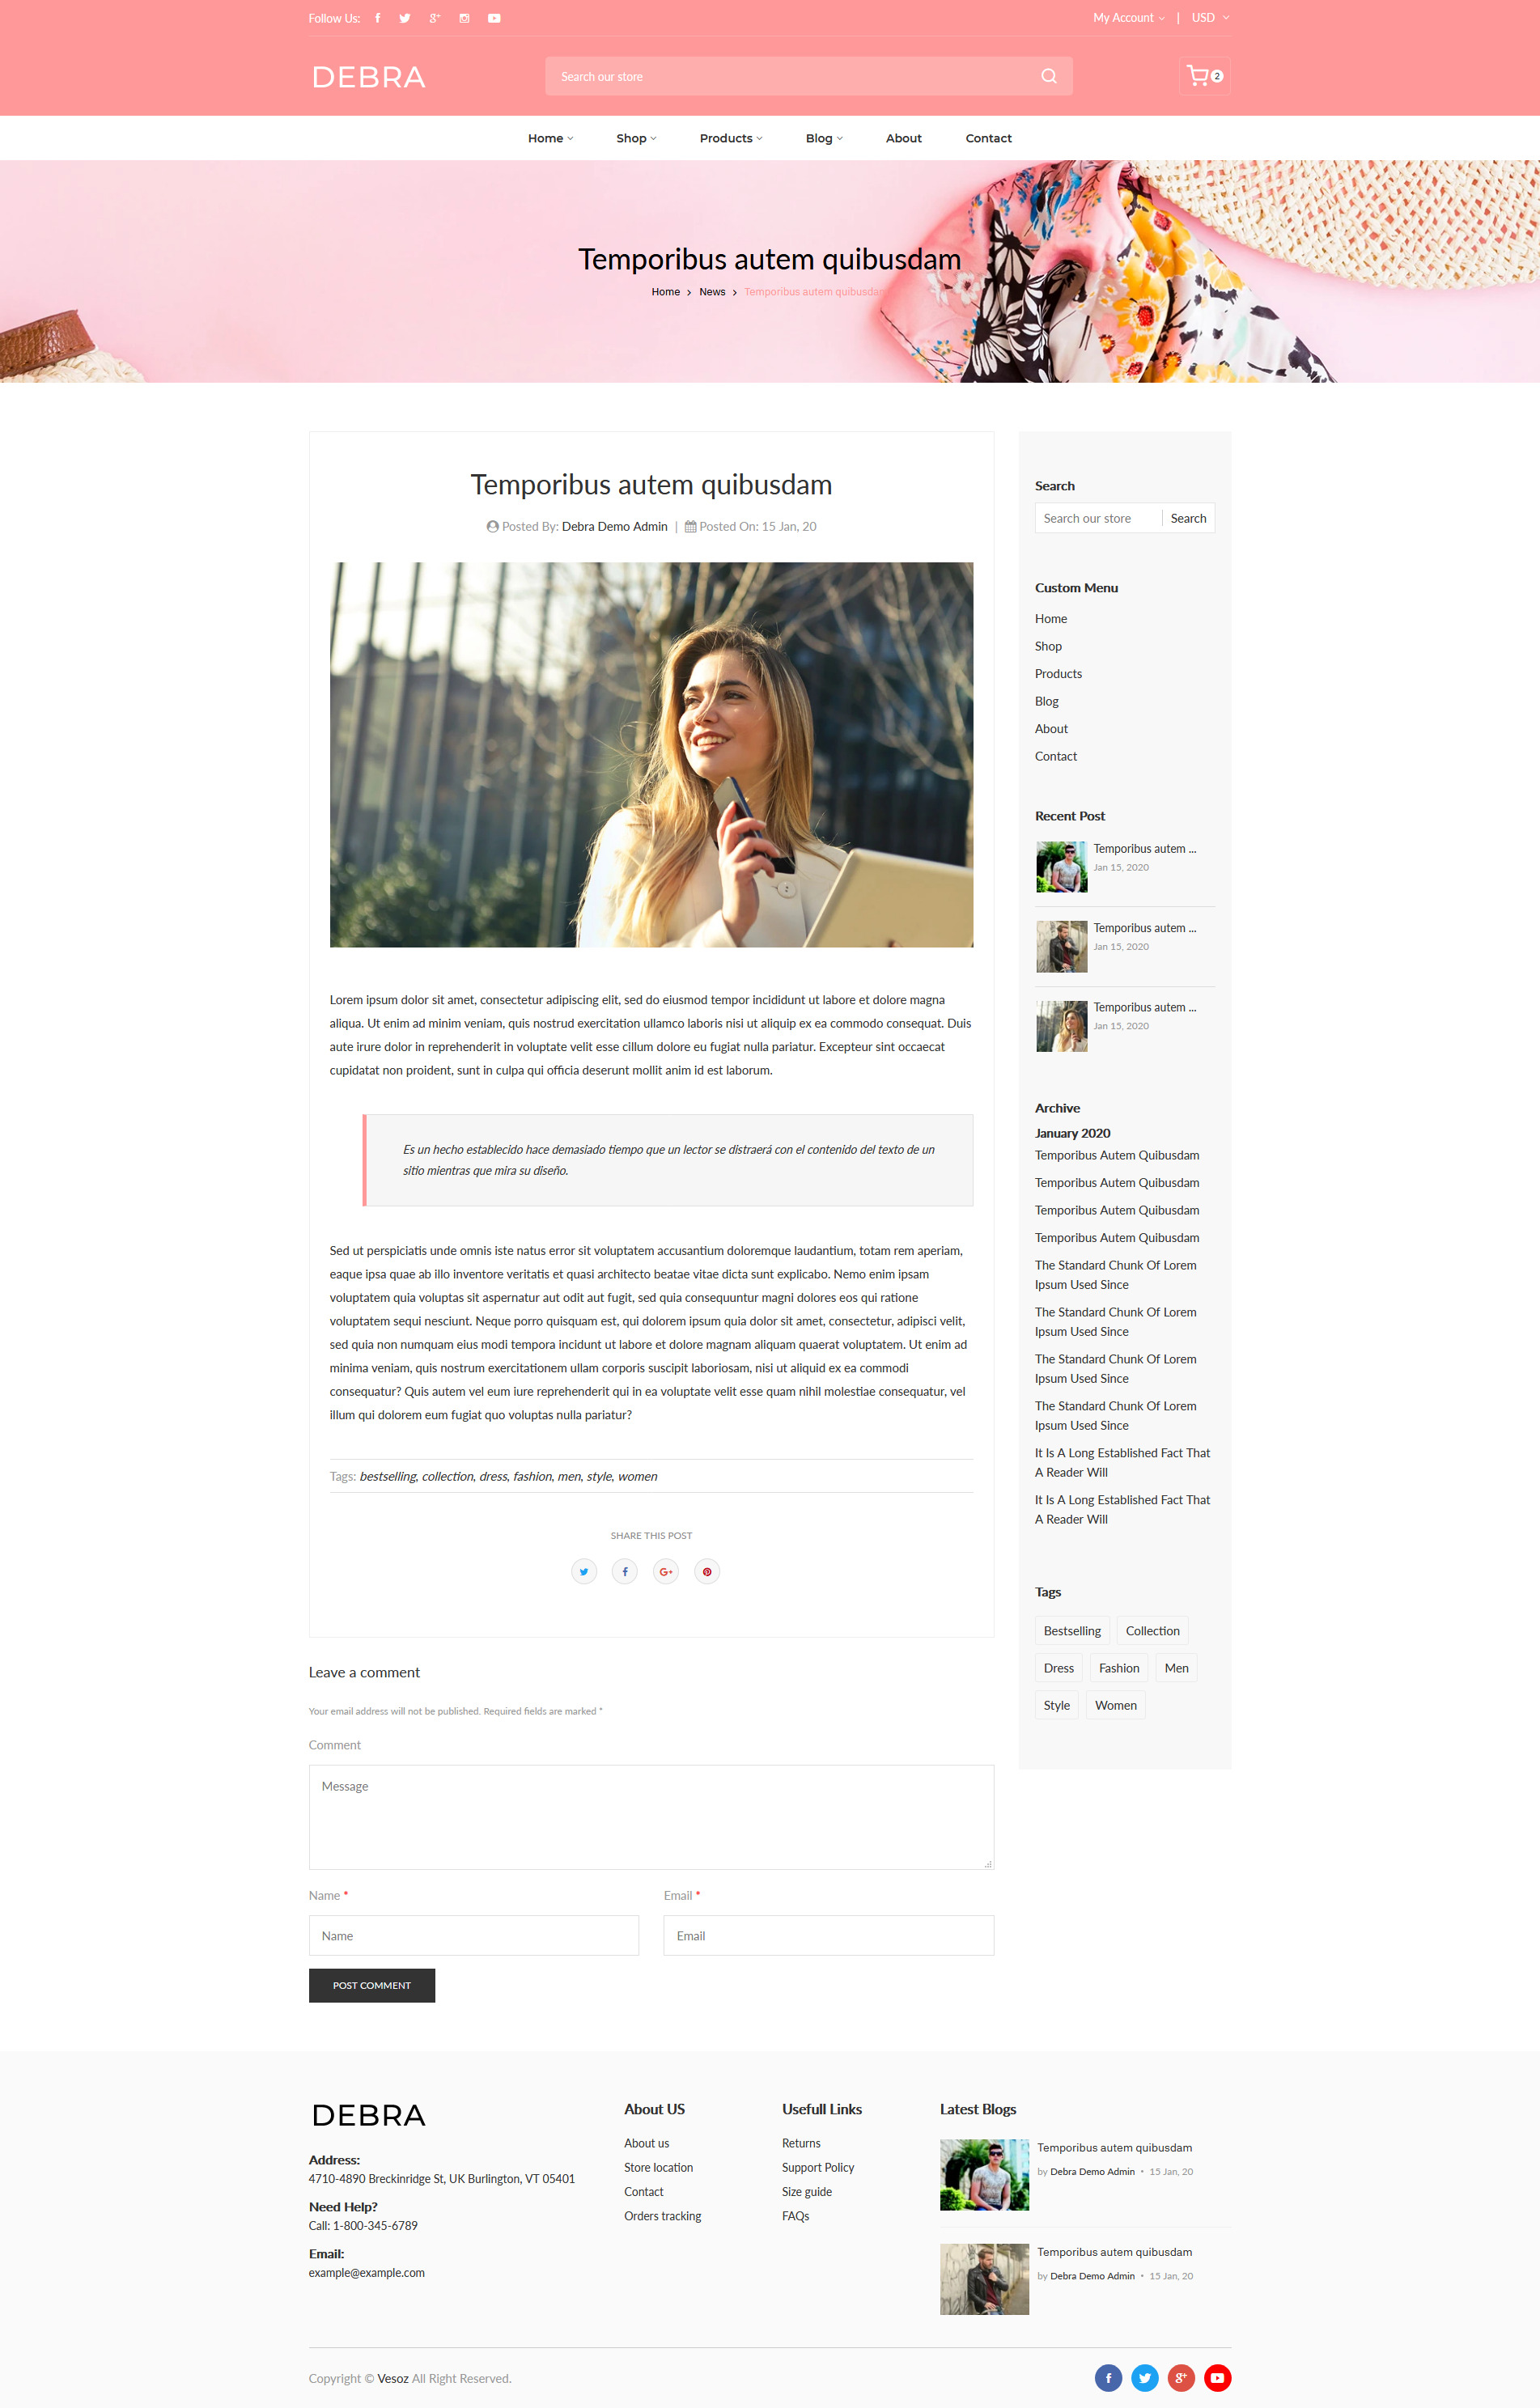 Follow Us:
My Account | USD
DEBRA
Search our store
2
Home Shop Products Blog About Contact
Temporibus autem quibusdam
Home > News > Temporibus autem quibusdam
Temporibus autem quibusdam
Posted By: Debra Demo Admin | Posted On: 15 Jan, 20
Lorem ipsum dolor sit amet, consectetur adipiscing elit, sed do eiusmod tempor incididunt ut labore et dolore magna
aliqua. Ut enim ad minim veniam, quis nostrud exercitation ullamco laboris nisi ut aliquip ex ea commodo consequat. Duis
aute irure dolor in reprehenderit in voluptate velit esse cillum dolore eu fugiat nulla pariatur. Excepteur sint occaecat
cupidatat non proident, sunt in culpa qui officia deserunt mollit anim id est laborum.
Es un hecho establecido hace demasiado tiempo que un lector se distraerá con el contenido del texto de un
sitio mientras que mira su diseño.
Sed ut perspiciatis unde omnis iste natus error sit voluptatem accusantium doloremque laudantium, totam rem aperiam,
eaque ipsa quae ab illo inventore veritatis et quasi architecto beatae vitae dicta sunt explicabo. Nemo enim ipsam
voluptatem quia voluptas sit aspernatur aut odit aut fugit, sed quia consequuntur magni dolores eos qui ratione
voluptatem sequi nesciunt. Neque porro quisquam est, qui dolorem ipsum quia dolor sit amet, consectetur, adipisci velit,
sed quia non numquam eius modi tempora incidunt ut labore et dolore magnam aliquam quaerat voluptatem. Ut enim ad
minima veniam, quis nostrum exercitationem ullam corporis suscipit laboriosam, nisi ut aliquid ex ea commodi
consequatur? Quis autem vel eum iure reprehenderit qui in ea voluptate velit esse quam nihil molestiae consequatur, vel
illum qui dolorem eum fugiat quo voluptas nulla pariatur?
Tags: bestselling, collection, dress, fashion, men, style, women
SHARE THIS POST
Leave a comment
Your email address will not be published. Required fields are marked *
Comment
Message
Name *
Email *
Name
Email
POST COMMENT
Search
Search our store
Search
Custom Menu
Home
Shop
Products
Blog
About
Contact
Recent Post
Temporibus autem ...
Jan 15, 2020
Temporibus autem ...
Jan 15, 2020
Temporibus autem ...
Jan 15, 2020
Archive
January 2020
Temporibus Autem Quibusdam
Temporibus Autem Quibusdam
Temporibus Autem Quibusdam
Temporibus Autem Quibusdam
The Standard Chunk Of Lorem
Ipsum Used Since
The Standard Chunk Of Lorem
Ipsum Used Since
The Standard Chunk Of Lorem
Ipsum Used Since
The Standard Chunk Of Lorem
Ipsum Used Since
It Is A Long Established Fact That
A Reader Will
It Is A Long Established Fact That
A Reader Will
Tags
Bestselling Collection
Dress Fashion Men
Style Women
DEBRA
Address:
4710-4890 Breckinridge St, UK Burlington, VT 05401
Need Help?
Call: 1-800-345-6789
Email:
example@example.com
About US
About us
Store location
Contact
Orders tracking
Usefull Links
Returns
Support Policy
Size guide
FAQs
Latest Blogs
Temporibus autem quibusdam
by Debra Demo Admin • 15 Jan, 20
Temporibus autem quibusdam
by Debra Demo Admin • 15 Jan, 20
Copyright © Vesoz All Right Reserved.